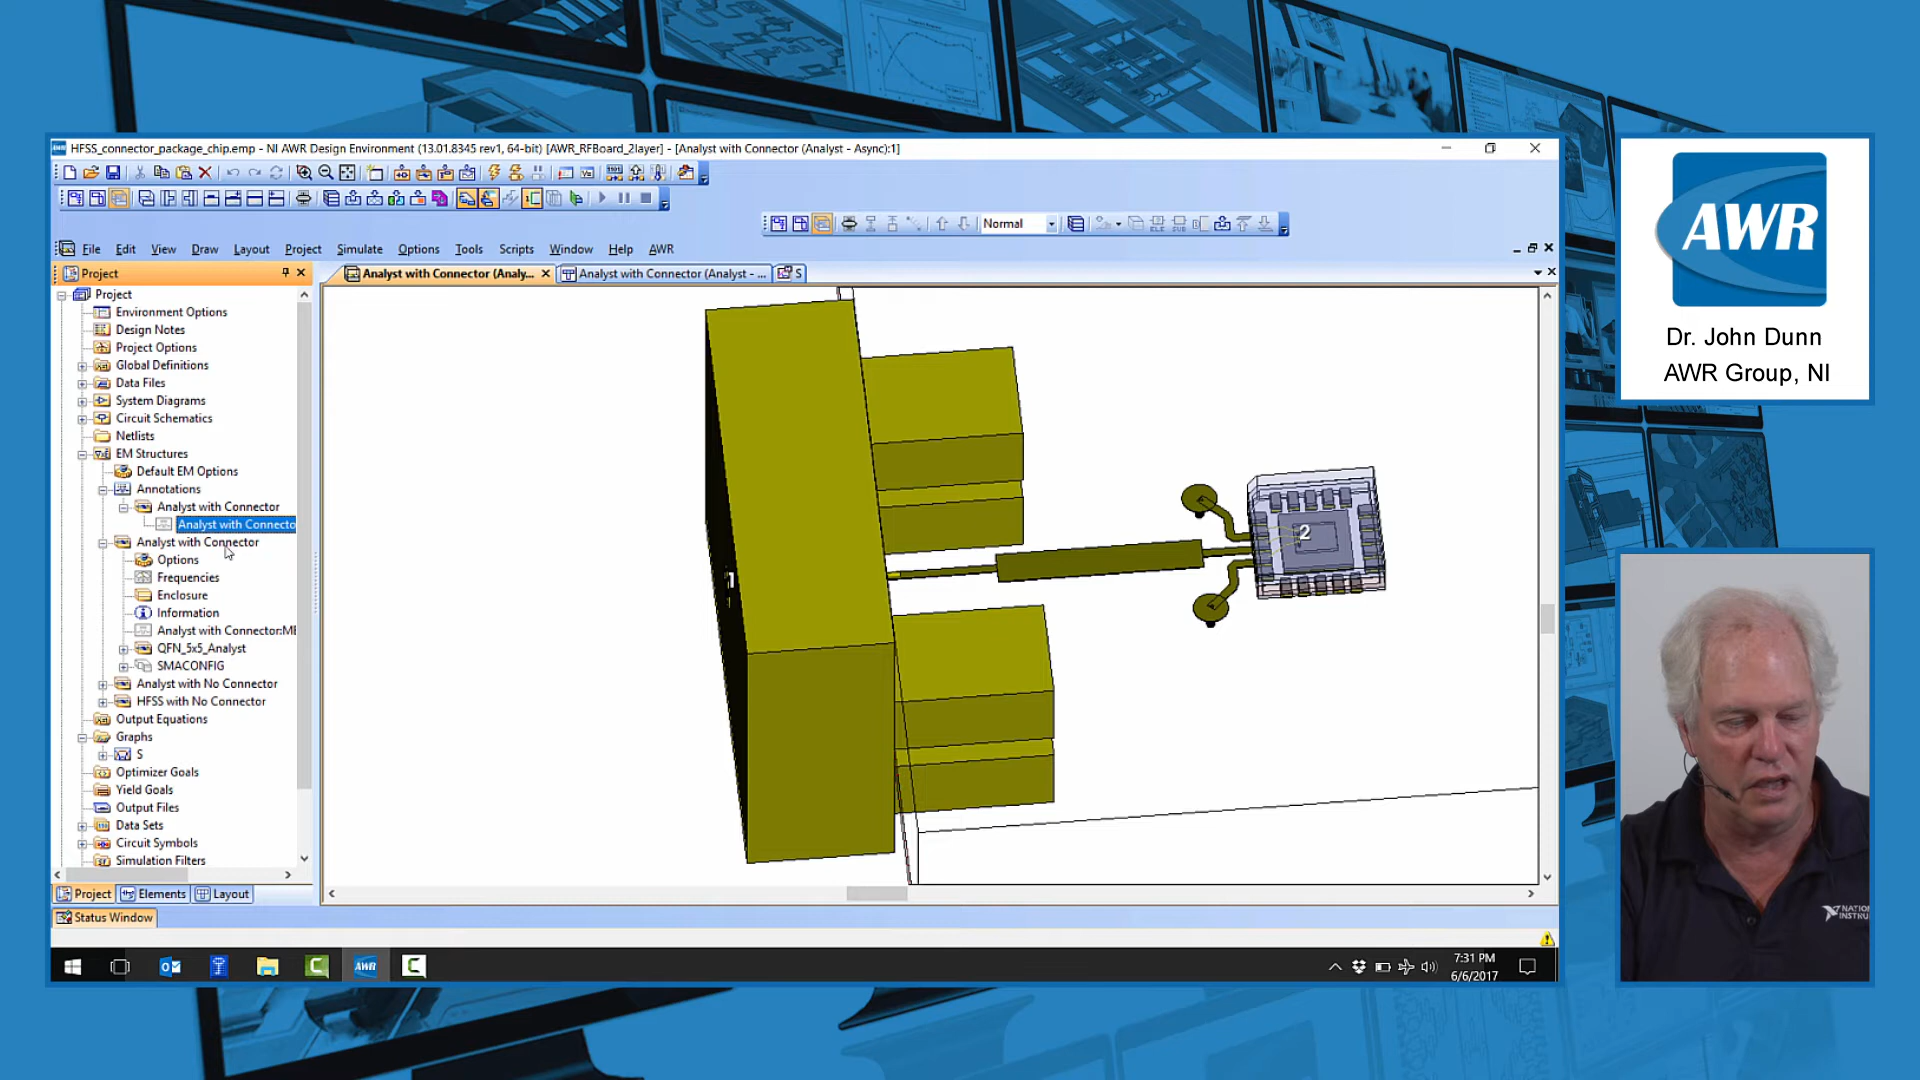 HFSS_connector_package_chip.emp - NI AWR Design Environment (13.01.8345 rev1, 64-bit) [AWR_RFBoard_2layer] - [Analyst with Connector (Analyst - Async):1]
Normal
File Edit View Draw Layout Project Simulate Options Tools Scripts Window Help AWR
Project
Analyst with Connector (Analy...
Analyst with Connector (Analyst - ...
S
Project
Environment Options
Design Notes
Project Options
Global Definitions
Data Files
System Diagrams
Circuit Schematics
Netlists
EM Structures
Default EM Options
Annotations
Analyst with Connector
Analyst with Connecto
Analyst with Connector
Options
Frequencies
Enclosure
Information
Analyst with Connector:ME
QFN_5x5_Analyst
SMACONFIG
Analyst with No Connector
HFSS with No Connector
Output Equations
Graphs
S
Optimizer Goals
Yield Goals
Output Files
Data Sets
Circuit Symbols
Simulation Filters
2
Project Elements Layout
Status Window
AWR
7:31 PM
6/6/2017
AWR
Dr. John Dunn
AWR Group, NI